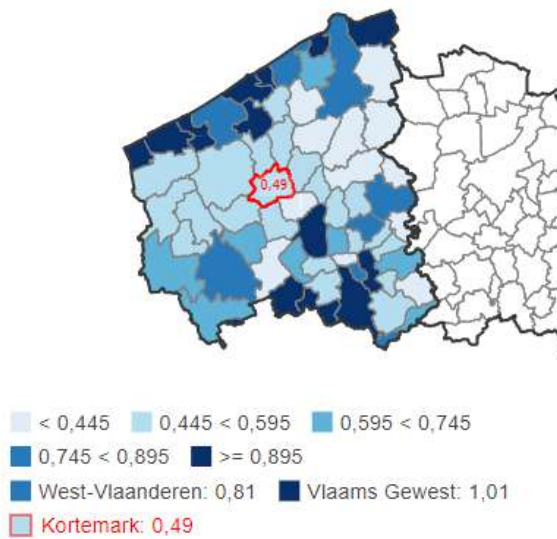 0,49
< 0,445 0,445 < 0,595 0,595 < 0,745
0,745 < 0,895 >= 0,895
West-Vlaanderen: 0,81 Vlaams Gewest: 1,01
Kortemark: 0,49